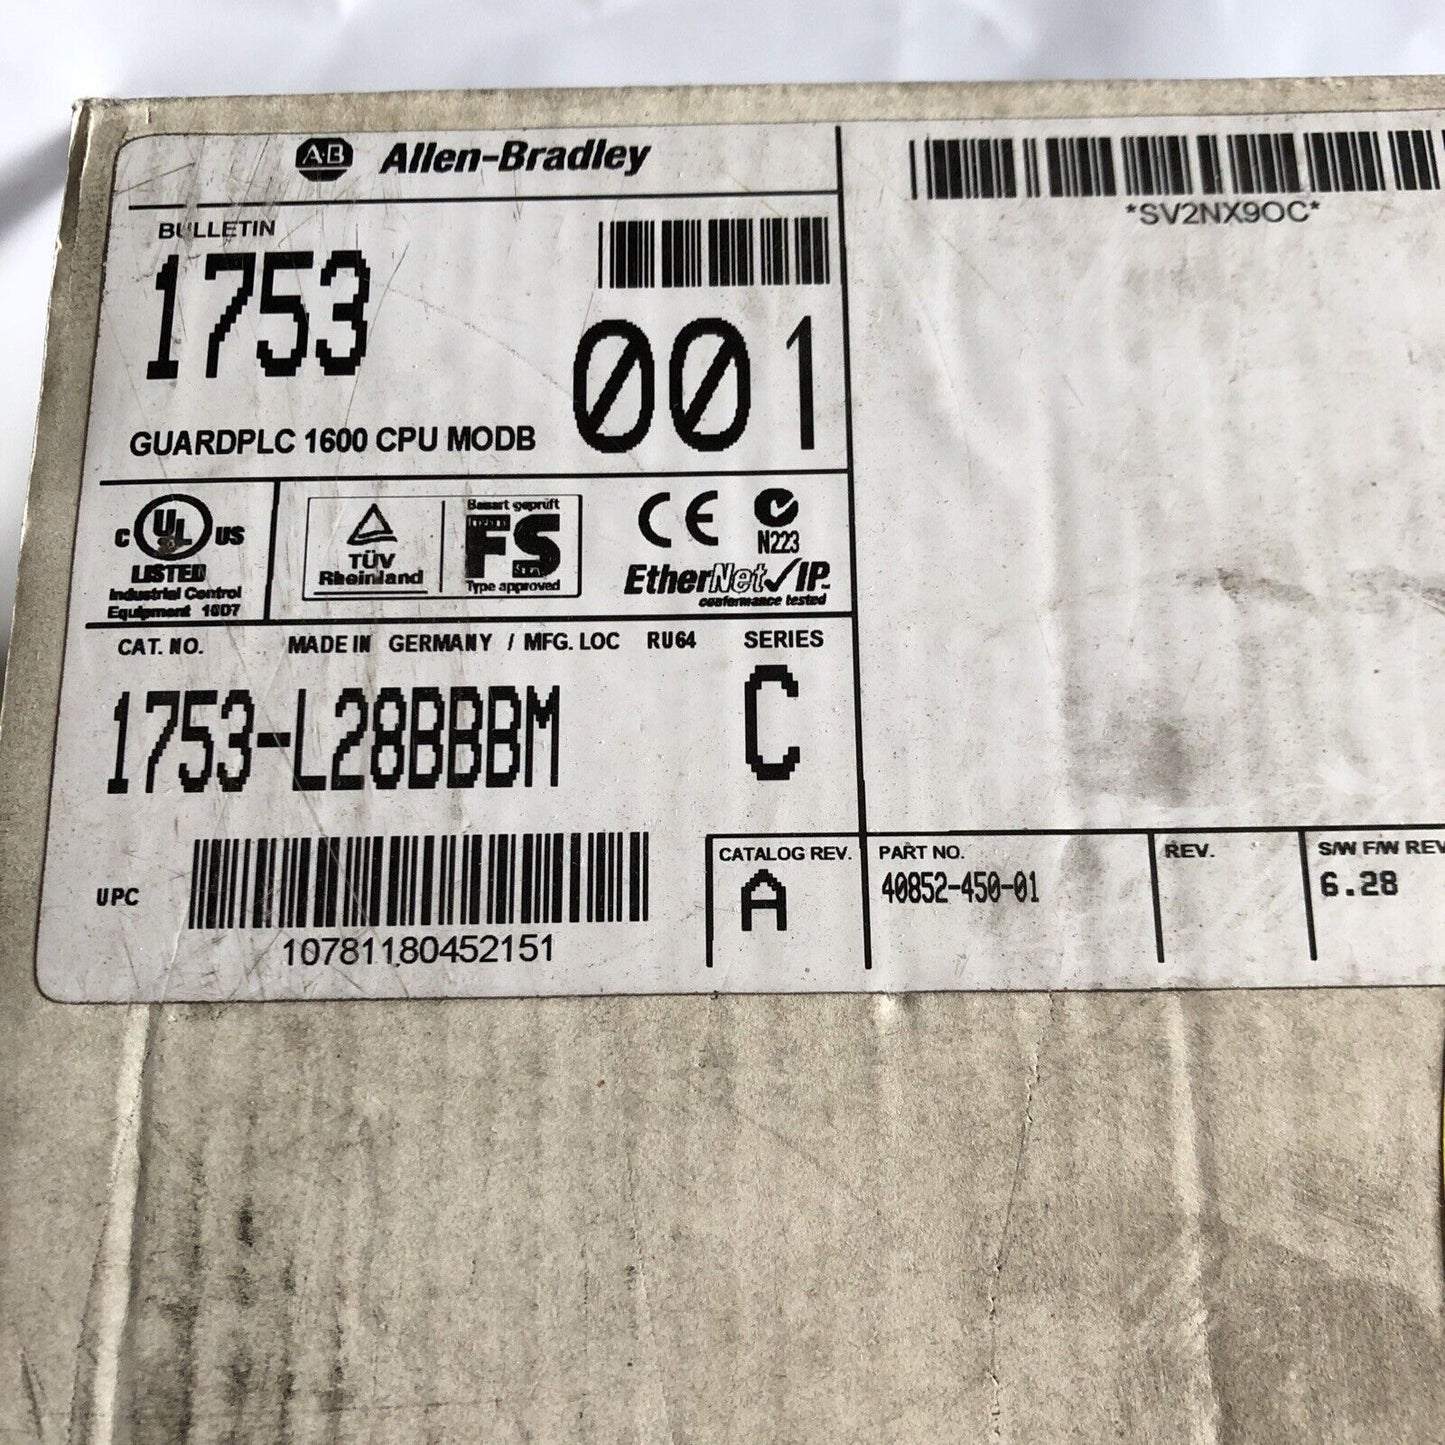 A-B Allen-Bradley
*SV2NX9OC*
BULLETIN
1753
001
GUARDPLC 1600 CPU MODB
C UL US
LISTED
Industrial Control
Equipment 16D7
TÜV
Rheinland
Bauart geprüft
FS
Type approved
CE
N223
EtherNet/IP
conformance tested
CAT. NO.
MADE IN GERMANY / MFG. LOC RU64
SERIES
1753-L28BBBM
C
UPC
10781180452151
CATALOG REV.
A
PART NO.
40852-450-01
REV.
S/W F/W REV
6.28